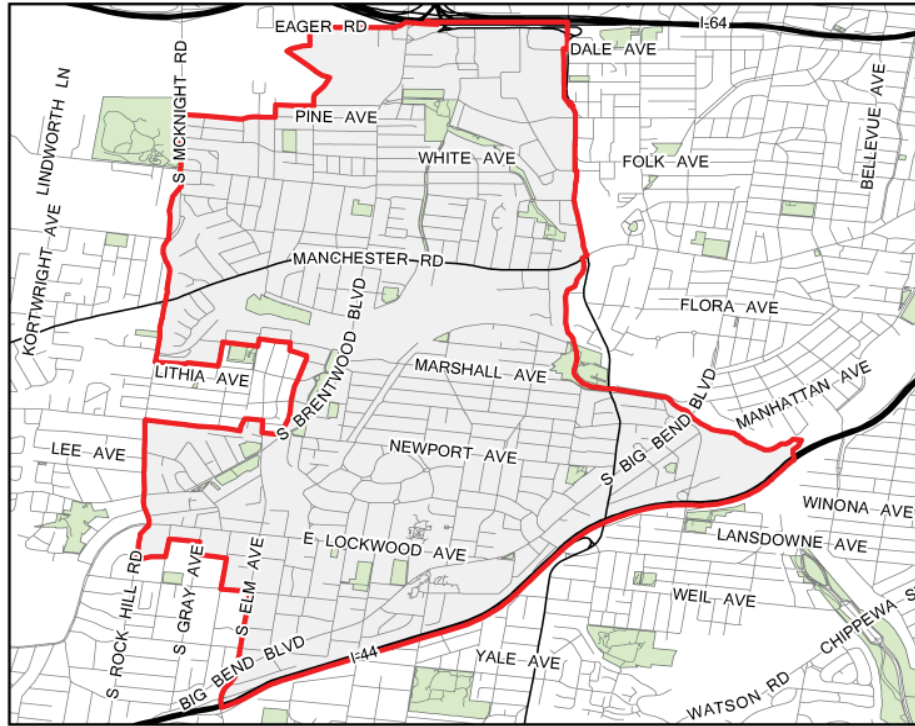 EAGER RD
I-64
DALE AVE
S MCKNIGHT RD
LINDWORTH LN
BELLEVUE AVE
PINE AVE
WHITE AVE
FOLK AVE
KORTWRIGHT AVE
MANCHESTER RD
S BRENTWOOD BLVD
FLORA AVE
LITHIA AVE
MARSHALL AVE
MANHATTAN AVE
S BIG BEND BLVD
LEE AVE
NEWPORT AVE
WINONA AVE
E LOCKWOOD AVE
LANSDOWNE AVE
S ROCK HILL RD
S GRAY AVE
S ELM AVE
WEIL AVE
CHIPPEWA S
BIG BEND BLVD
I-44
YALE AVE
WATSON RD